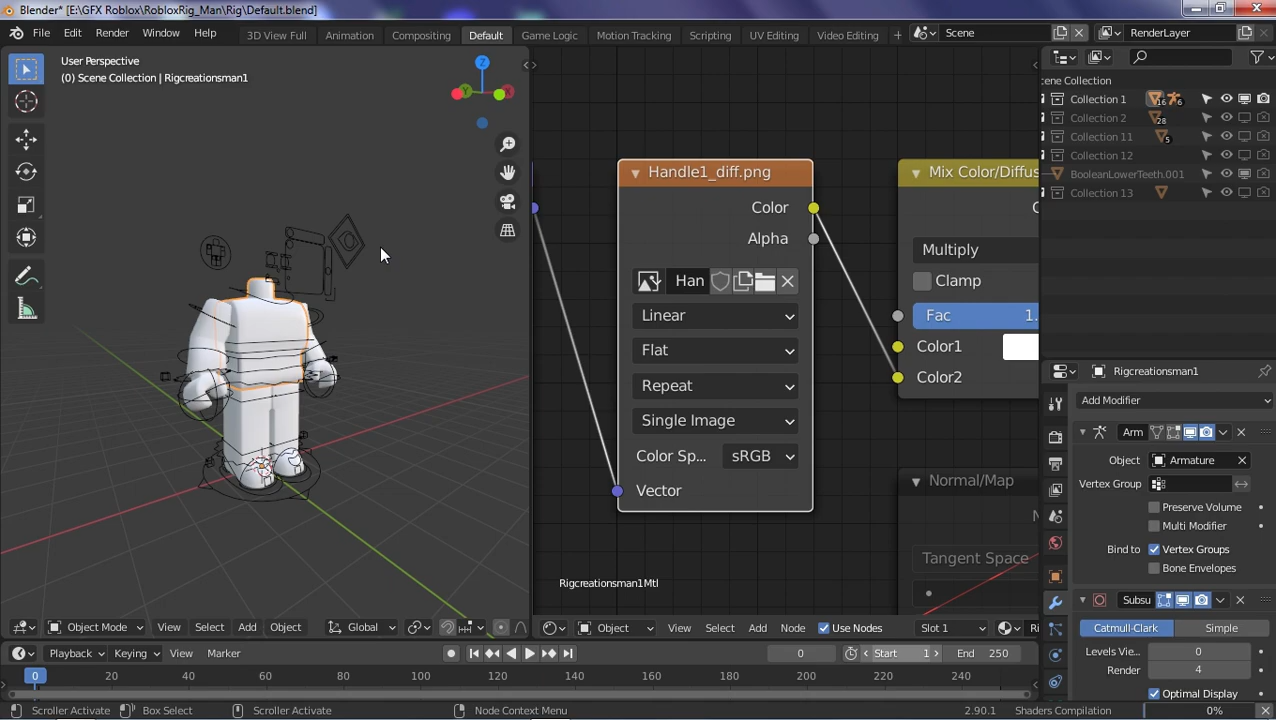 Blender* [E:\GFX Roblox\RobloxRig_Man\Rig\Default.blend]
File Edit Render Window Help 3D View Full Animation Compositing Default Game Logic Motion Tracking Scripting UV Editing Video Editing + Scene RenderLayer
User Perspective
(0) Scene Collection | Rigcreationsman1
Z
Y
X
Handle1_diff.png
Color
Alpha
Han
Linear
Flat
Repeat
Single Image
Color Sp... sRGB
Vector
Mix Color/Diffus
C
Multiply
Clamp
Fac 1.
Color1
Color2
Normal/Map
Tangent Space
Rigcreationsman1Mtl
cene Collection
Collection 1 16 6
Collection 2 28
Collection 11 5
Collection 12
BooleanLowerTeeth.001
Collection 13
Rigcreationsman1
Add Modifier
Arm
Object Armature
Vertex Group
Preserve Volume
Multi Modifier
Bind to Vertex Groups
Bone Envelopes
Subsu
Catmull-Clark Simple
Levels Vie... 0
Render 4
Optimal Display
Object Mode View Select Add Object Global
Object View Select Add Node Use Nodes Slot 1 Ri
Playback Keying View Marker 0 Start 1 End 250
0 20 40 60 80 100 120 140 160 180 200 220 240 260
Scroller Activate Box Select Scroller Activate Node Context Menu 2.90.1 Shaders Compilation 0%